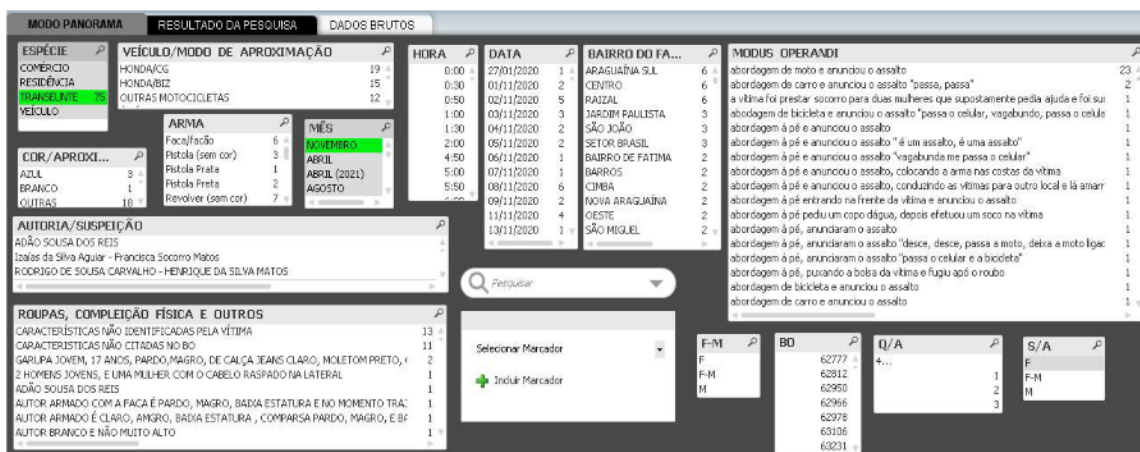 MODO PANORAMA
RESULTADO DA PESQUISA
DADOS BRUTOS
ESPÉCIE
COMÉRCIO
RESIDÊNCIA
TRANSEUNTE 75
VEÍCULO
VEÍCULO/MODO DE APROXIMAÇÃO
HONDA/CG 19
HONDA/BIZ 15
OUTRAS MOTOCICLETAS 12
ARMA
Faca/facão 6
Pistola (sem cor) 3
Pistola Prata 1
Pistola Preta 2
Revolver (sem cor) 7
MÊS
NOVEMBRO
ABRIL
ABRIL (2021)
AGOSTO
COR/APROXI...
AZUL 3
BRANCO 1
OUTRAS 18
HORA
0:00
0:30
0:50
1:00
1:30
2:00
4:50
5:00
5:50
DATA
27/01/2020 1
01/11/2020 2
02/11/2020 5
03/11/2020 3
04/11/2020 2
05/11/2020 2
06/11/2020 1
07/11/2020 1
08/11/2020 6
09/11/2020 2
11/11/2020 4
13/11/2020 1
BAIRRO DO FA...
ARAGUAÍNA SUL 6
CENTRO 6
RAIZAL 6
JARDIM PAULISTA 3
SÃO JOÃO 3
SETOR BRASIL 3
BAIRRO DE FATIMA 2
BARROS 2
CIMBA 2
NOVA ARAGUAÍNA 2
OESTE 2
SÃO MIGUEL 2
MODUS OPERANDI
abordagem de moto e anunciou o assalto 23
abordagem de carro e anunciou o assalto "passa, passa" 2
a vítima foi prestar socorro para duas mulheres que supostamente pedia ajuda e foi sur 1
abodagem de bicicleta e anunciou o assalto "passa o celular, vagabundo, passa o celula 1
abordagem à pé e anunciou o assalto 1
abordagem à pé e anunciou o assalto " é um assalto, é uma assalto" 1
abordagem à pé e anunciou o assalto "vagabunda me passa o celular" 1
abordagem à pé e anunciou o assalto, colocando a arma nas costas da vítima 1
abordagem à pé e anunciou o assalto, conduzindo as vítimas para outro local e lá amarr 1
abordagem à pé entrando na frente da vítima e anunciou o assalto 1
abordagem à pé pediu um copo dágua, depois efetuou um soco na vítima 1
abordagem à pé, anunciaram o assalto 1
abordagem à pé, anunciaram o assalto "desce, desce, passa a moto, deixa a moto ligac 1
abordagem à pé, anunciaram o assalto "passa o celular e a bicicleta" 1
abordagem à pé, puxando a bolsa da vítima e fugiu apó o roubo 1
abordagem de bicicleta e anunciou o assalto 1
abordagem de carro e anunciou o assalto 1
AUTORIA/SUSPEIÇÃO
ADÃO SOUSA DOS REIS
Izaías da Silva Aguiar - Francisca Socorro Matos
RODRIGO DE SOUSA CARVALHO - HENRIQUE DA SILVA MATOS
Pesquisar
ROUPAS, COMPLEIÇÃO FÍSICA E OUTROS
CARACTERÍSTICAS NÃO IDENTIFICADAS PELA VÍTIMA 13
CARACTERISTICAS NÃO CITADAS NO BO 11
GARUPA JOVEM, 17 ANOS, PARDO,MAGRO, DE CALÇA JEANS CLARO, MOLETOM PRETO, 2
2 HOMENS JOVENS, E UMA MULHER COM O CABELO RASPADO NA LATERAL 1
ADÃO SOUSA DOS REIS 1
AUTOR ARMADO COM A FACA É PARDO, MAGRO, BAIXA ESTATURA E NO MOMENTO 1
AUTOR ARMADO É CLARO, AMGRO, BAIXA ESTATURA , COMPARSA PARDO, MAGRO, E 1
AUTOR BRANCO E NÃO MUITO ALTO 1
Selecionar Marcador
Incluir Marcador
F-M
F
F-M
M
BO
62777
62812
62950
62966
62978
63106
63231
Q/A
4...
1
2
3
S/A
F
F-M
M